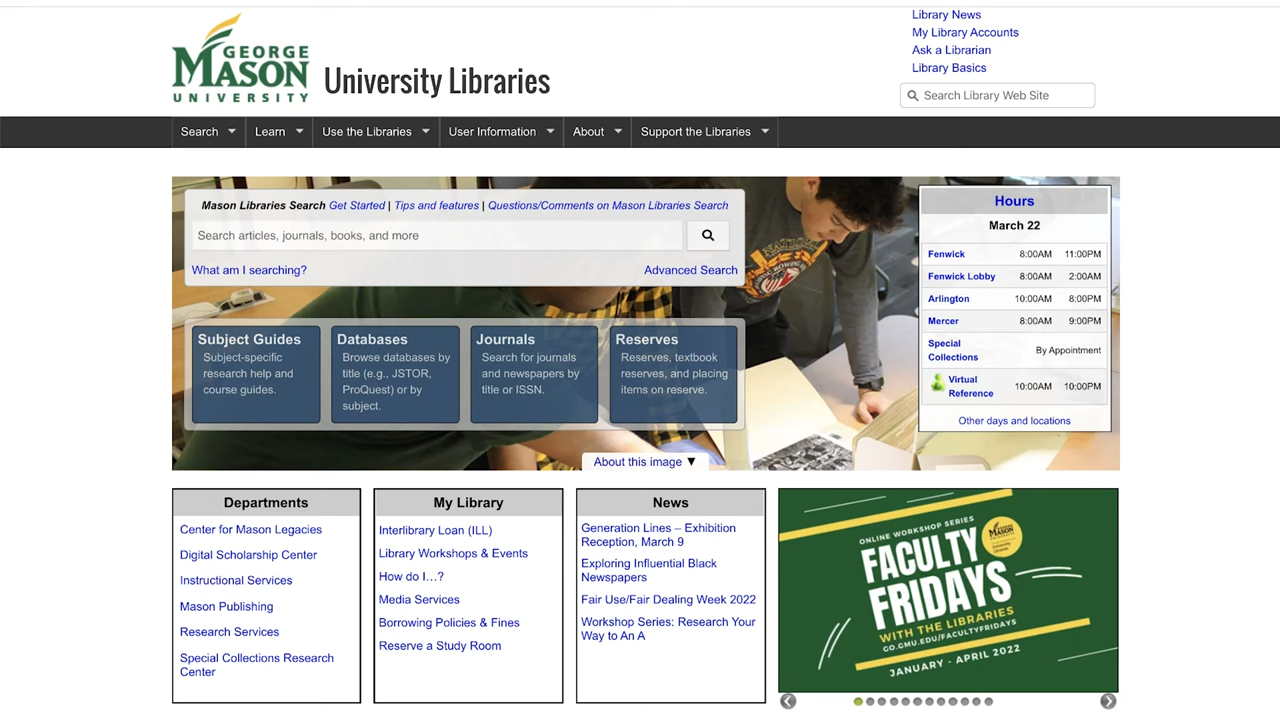 GEORGE
MASON
UNIVERSITY
University Libraries
Library News
My Library Accounts
Ask a Librarian
Library Basics
Search Library Web Site
Search Learn Use the Libraries User Information About Support the Libraries
Mason Libraries Search Get Started | Tips and features | Questions/Comments on Mason Libraries Search
Search articles, journals, books, and more
What am I searching? Advanced Search
Subject Guides
Subject-specific
research help and
course guides.
Databases
Browse databases by
title (e.g., JSTOR,
ProQuest) or by
subject.
Journals
Search for journals
and newspapers by
title or ISSN.
Reserves
Reserves, textbook
reserves, and placing
items on reserve.
Hours
March 22
Fenwick 8:00AM 11:00PM
Fenwick Lobby 8:00AM 2:00AM
Arlington 10:00AM 8:00PM
Mercer 8:00AM 9:00PM
Special
Collections By Appointment
Virtual
Reference 10:00AM 10:00PM
Other days and locations
About this image ▼
Departments
Center for Mason Legacies
Digital Scholarship Center
Instructional Services
Mason Publishing
Research Services
Special Collections Research
Center
My Library
Interlibrary Loan (ILL)
Library Workshops & Events
How do I…?
Media Services
Borrowing Policies & Fines
Reserve a Study Room
News
Generation Lines – Exhibition
Reception, March 9
Exploring Influential Black
Newspapers
Fair Use/Fair Dealing Week 2022
Workshop Series: Research Your
Way to An A
ONLINE WORKSHOP SERIES
FACULTY
FRIDAYS
WITH THE LIBRARIES
GO.GMU.EDU/FACULTYFRIDAYS
JANUARY - APRIL 2022